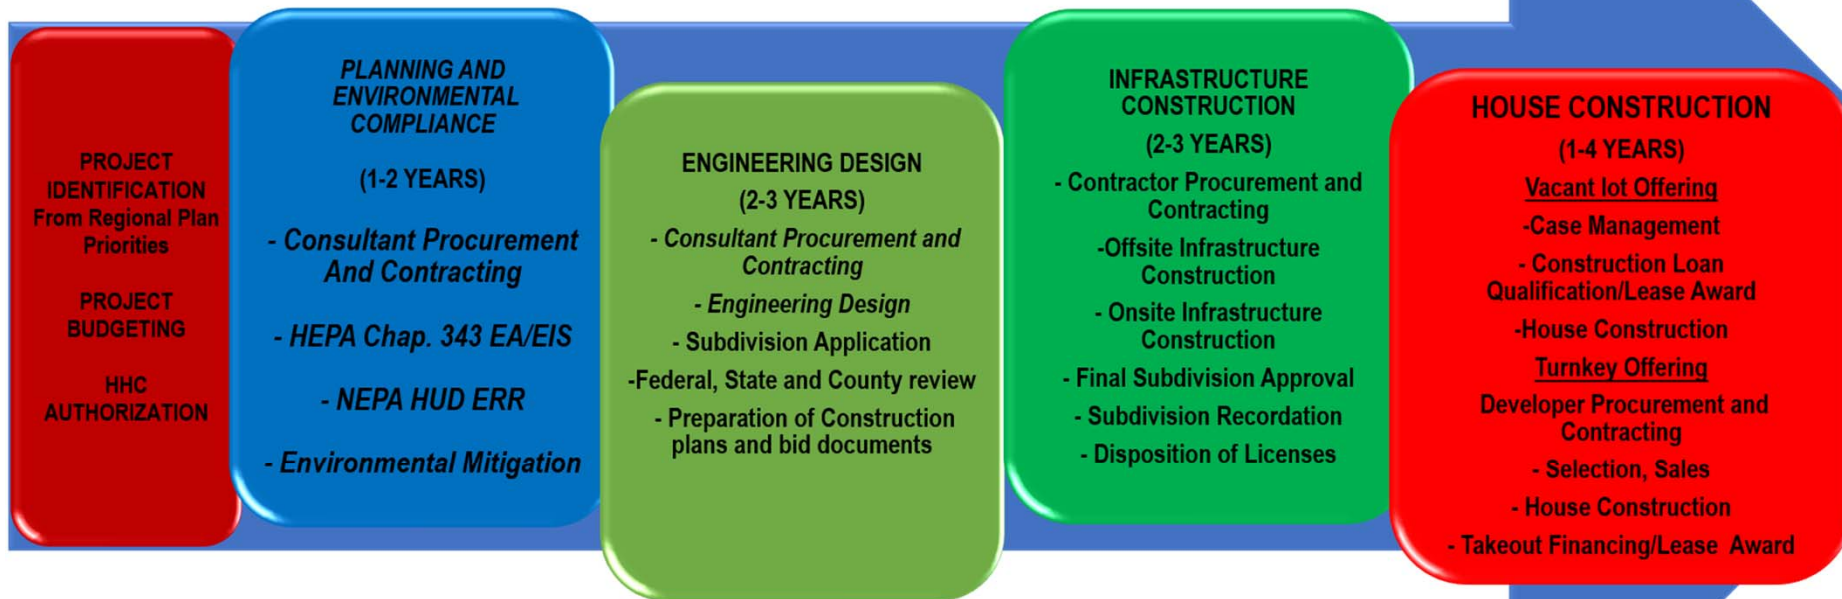 PROJECT
IDENTIFICATION
From Regional Plan
Priorities
PROJECT
BUDGETING
HHC
AUTHORIZATION
PLANNING AND
ENVIRONMENTAL
COMPLIANCE
(1-2 YEARS)
- Consultant Procurement
And Contracting
- HEPA Chap. 343 EA/EIS
- NEPA HUD ERR
- Environmental Mitigation
ENGINEERING DESIGN
(2-3 YEARS)
- Consultant Procurement and
Contracting
- Engineering Design
- Subdivision Application
-Federal, State and County review
- Preparation of Construction
plans and bid documents
INFRASTRUCTURE
CONSTRUCTION
(2-3 YEARS)
- Contractor Procurement and
Contracting
-Offsite Infrastructure
Construction
- Onsite Infrastructure
Construction
- Final Subdivision Approval
- Subdivision Recordation
- Disposition of Licenses
HOUSE CONSTRUCTION
(1-4 YEARS)
Vacant lot Offering
-Case Management
- Construction Loan
Qualification/Lease Award
-House Construction
Turnkey Offering
Developer Procurement and
Contracting
- Selection, Sales
- House Construction
- Takeout Financing/Lease Award